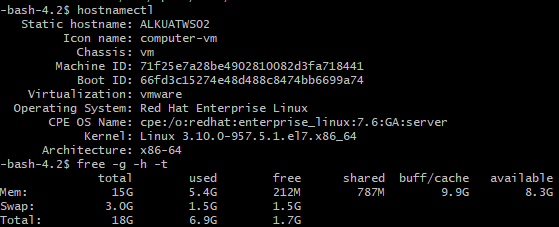 -bash-4.2$ hostnamectl
Static hostname: ALKUATWSO2
Icon name: computer-vm
Chassis: vm
Machine ID: 71f25e7a28be4902810082d3fa718441
Boot ID: 66fd3c15274e48d488c8474bb6699a74
Virtualization: vmware
Operating System: Red Hat Enterprise Linux
CPE OS Name: cpe:/o:redhat:enterprise_linux:7.6:GA:server
Kernel: Linux 3.10.0-957.5.1.el7.x86_64
Architecture: x86-64
-bash-4.2$ free -g -h -t
total used free shared buff/cache available
Mem: 15G 5.4G 212M 787M 9.9G 8.3G
Swap: 3.0G 1.5G 1.5G
Total: 18G 6.9G 1.7G